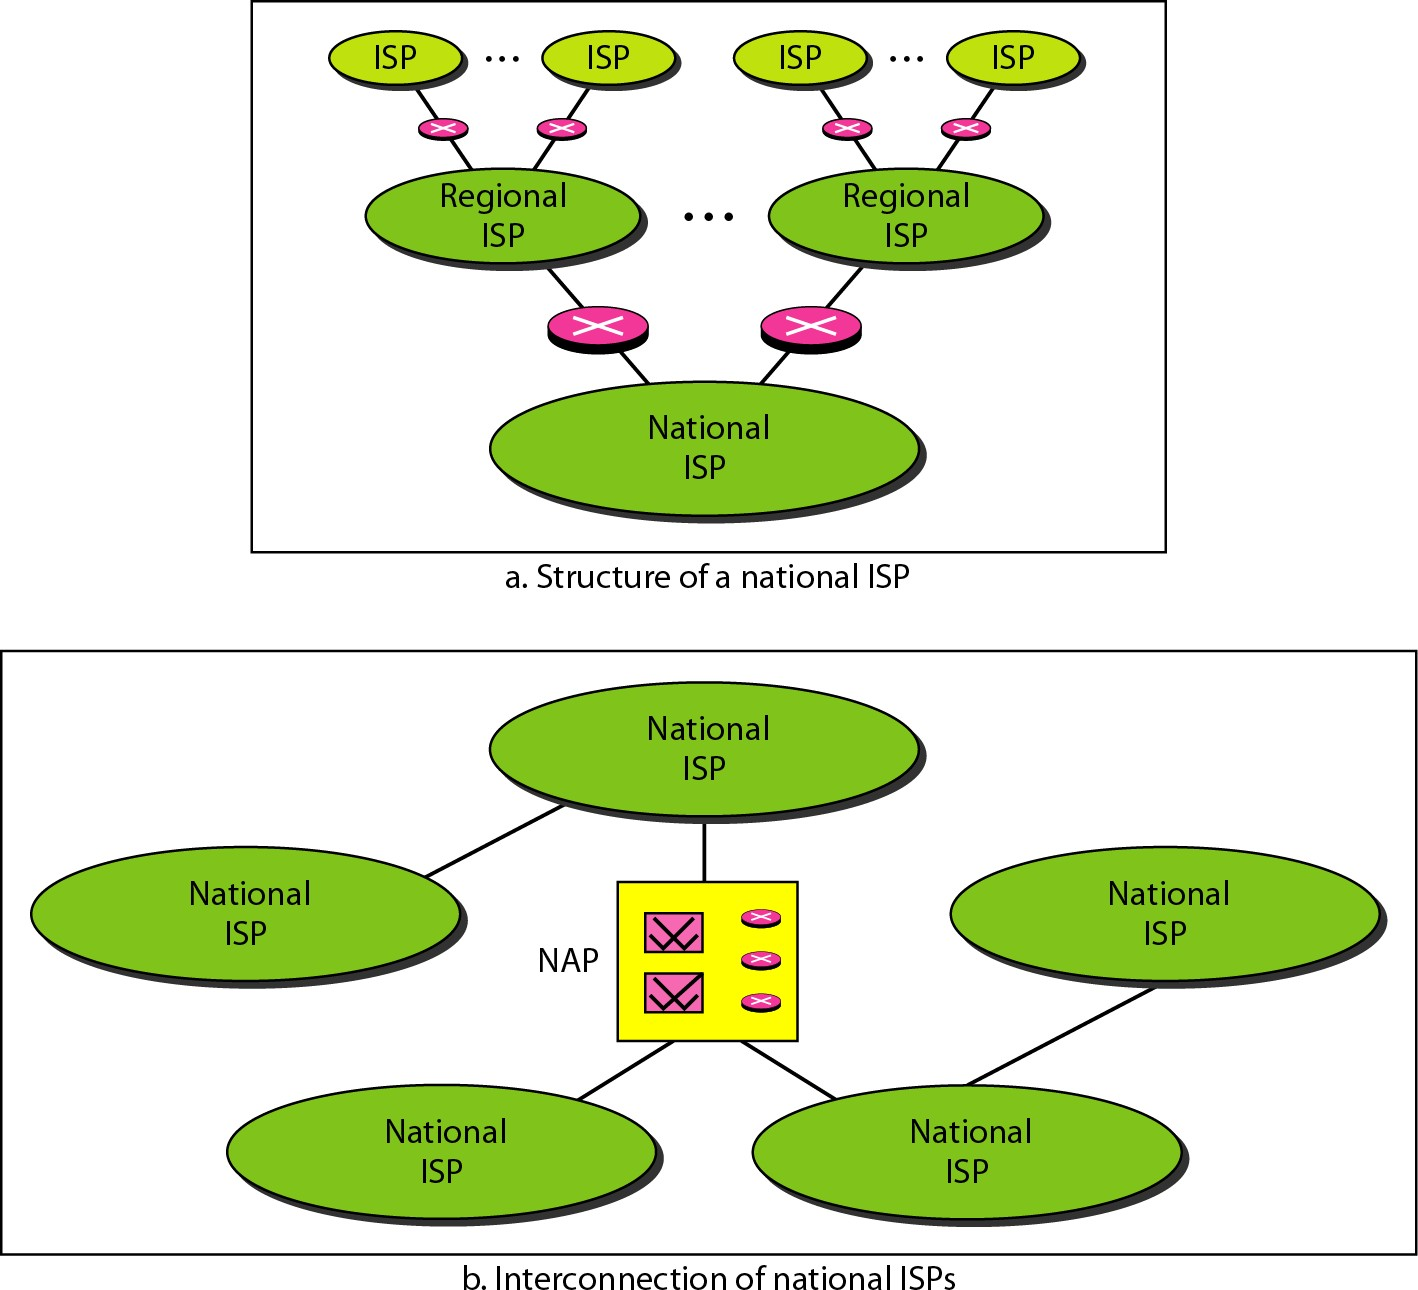 ISP ... ISP ISP ... ISP
Regional
ISP
...
Regional
ISP
National
ISP
a. Structure of a national ISP
National
ISP
National
ISP
National
ISP
NAP
National
ISP
National
ISP
b. Interconnection of national ISPs